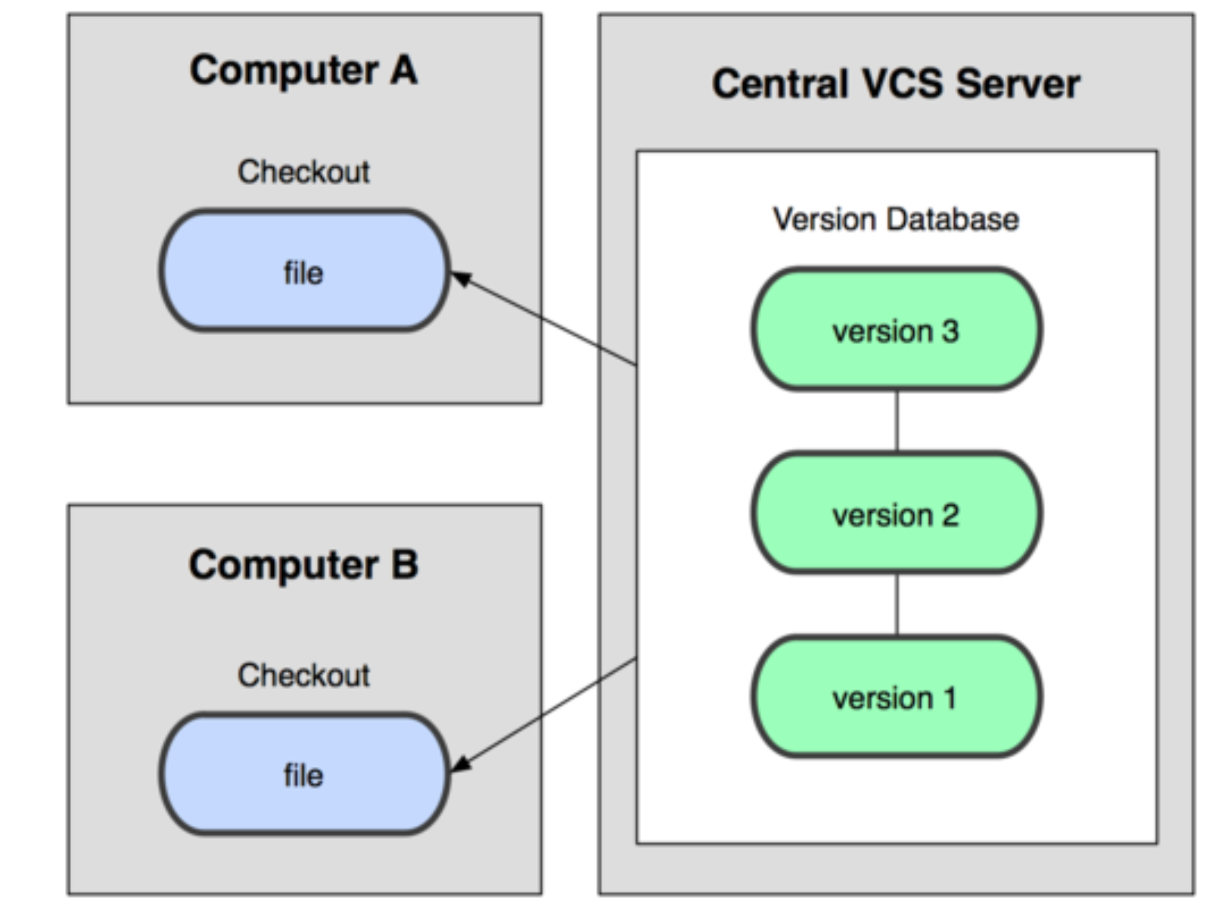 Computer A
Checkout
file
Computer B
Checkout
file
Central VCS Server
Version Database
version 3
version 2
version 1